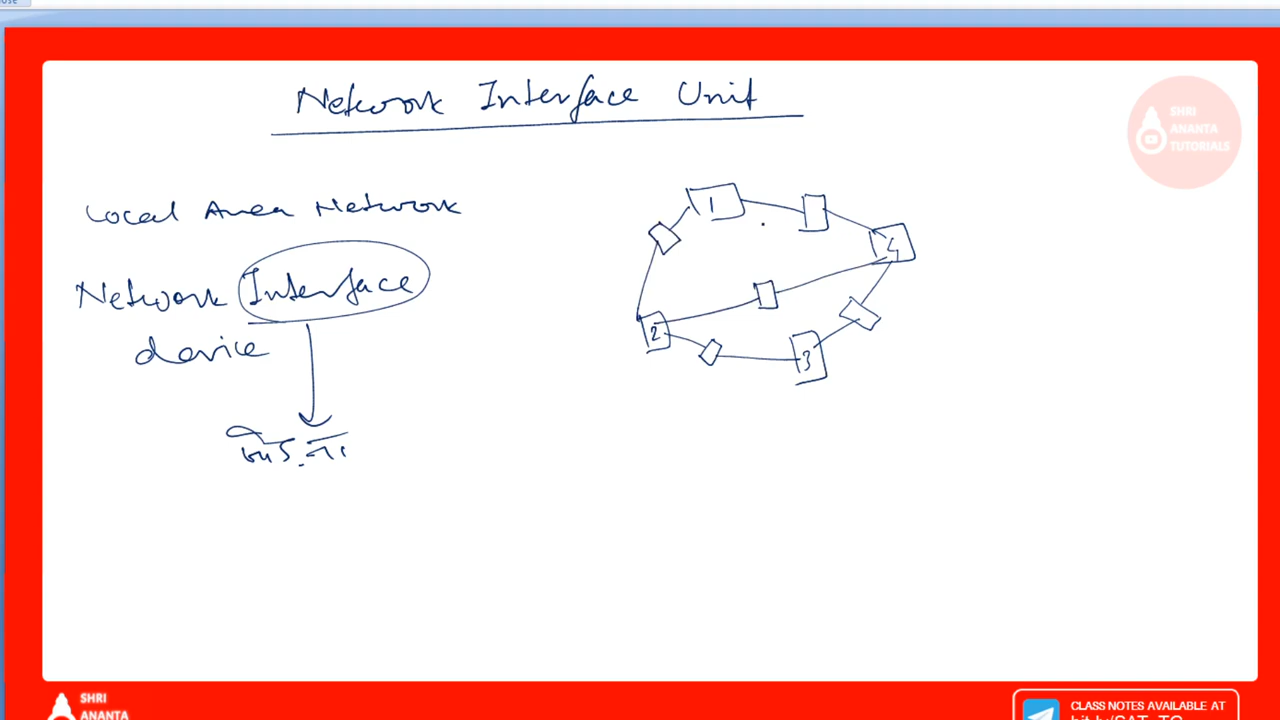 Network Interface Unit
SHRI
ANANTA
TUTORIALS
Local Area Network
Network Interface
device
1
4
2
3
SHRI
ANANTA
CLASS NOTES AVAILABLE AT